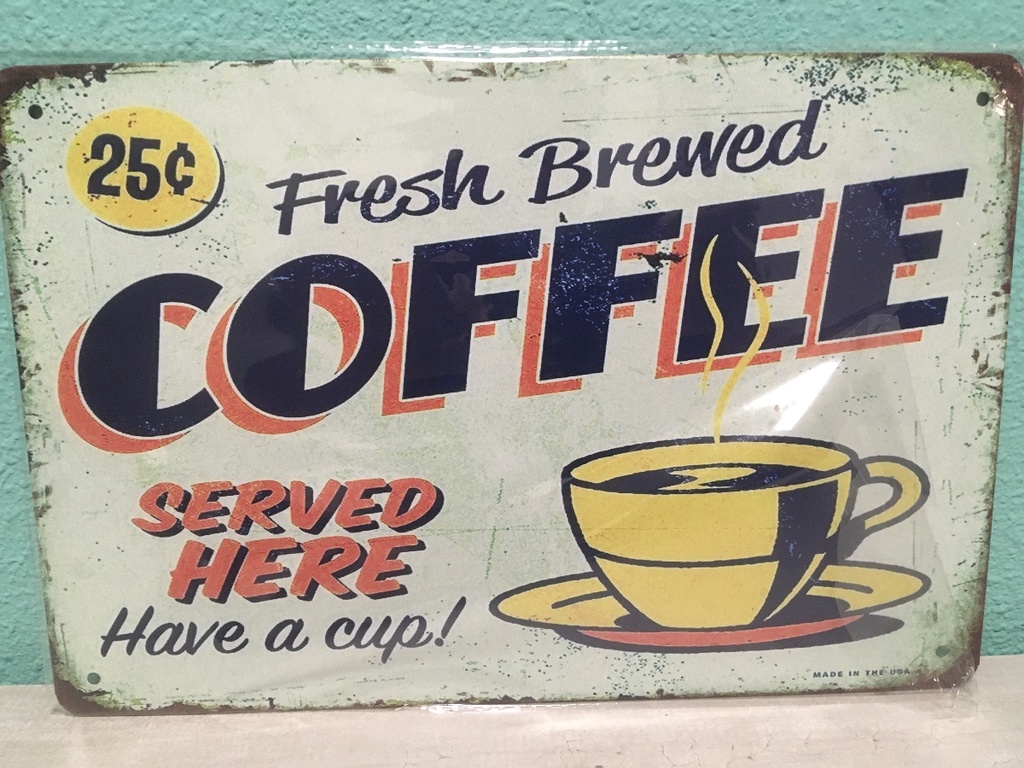 25¢
Fresh Brewed
COFFEE
SERVED
HERE
Have a cup!
MADE IN THE USA